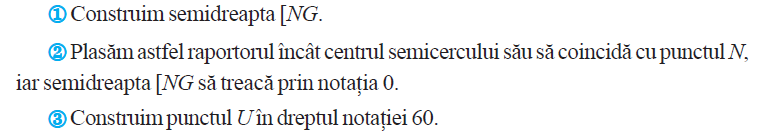 ① Construim semidreapta [NG.
② Plasăm astfel raportorul încât centrul semicercului său să coincidă cu punctul N,
iar semidreapta [NG să treacă prin notația 0.
③ Construim punctul U în dreptul notației 60.